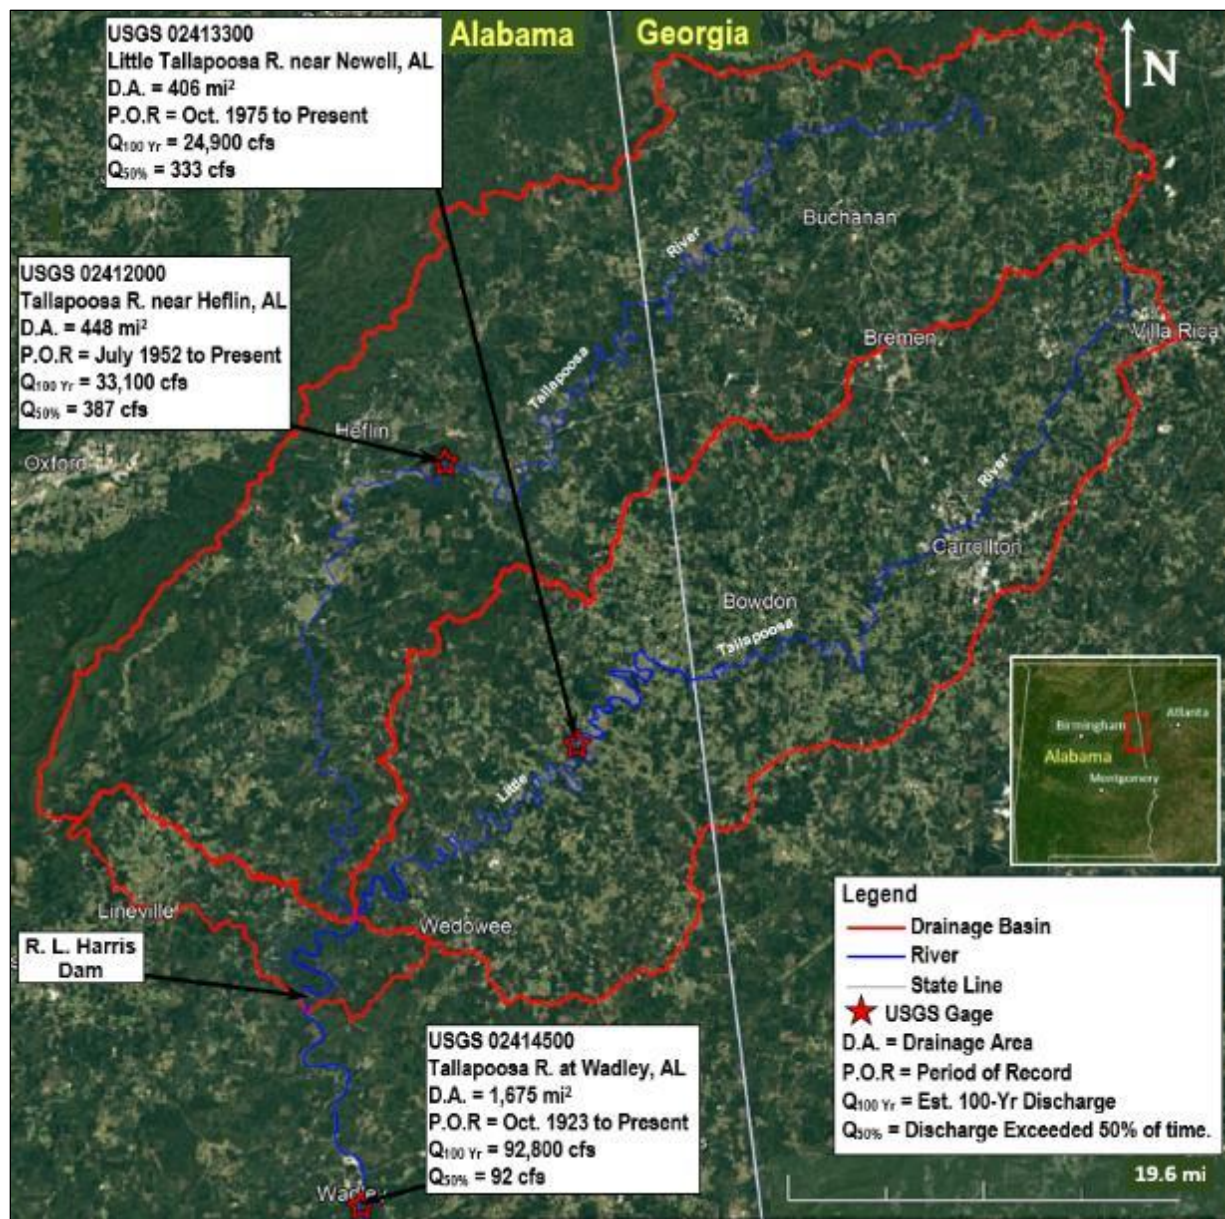 USGS 02413300
Little Tallapoosa R. near Newell, AL
D.A. = 406 mi²
P.O.R = Oct. 1975 to Present
Q100 Yr = 24,900 cfs
Q50% = 333 cfs
Alabama
Georgia
N
USGS 02412000
Tallapoosa R. near Heflin, AL
D.A. = 448 mi²
P.O.R = July 1952 to Present
Q100 Yr = 33,100 cfs
Q50% = 387 cfs
Buchanan
River
Tallapoosa
Bremen
Villa Rica
Heflin
Oxford
River
Carrollton
Bowdon
Tallapoosa
Little
Birmingham
Atlanta
Alabama
Montgomery
Lineville
Wedowee
R. L. Harris
Dam
USGS 02414500
Tallapoosa R. at Wadley, AL
D.A. = 1,675 mi²
P.O.R = Oct. 1923 to Present
Q100 Yr = 92,800 cfs
Q50% = 92 cfs
Wadley
Legend
Drainage Basin
River
State Line
USGS Gage
D.A. = Drainage Area
P.O.R = Period of Record
Q100 Yr = Est. 100-Yr Discharge
Q50% = Discharge Exceeded 50% of time.
19.6 mi